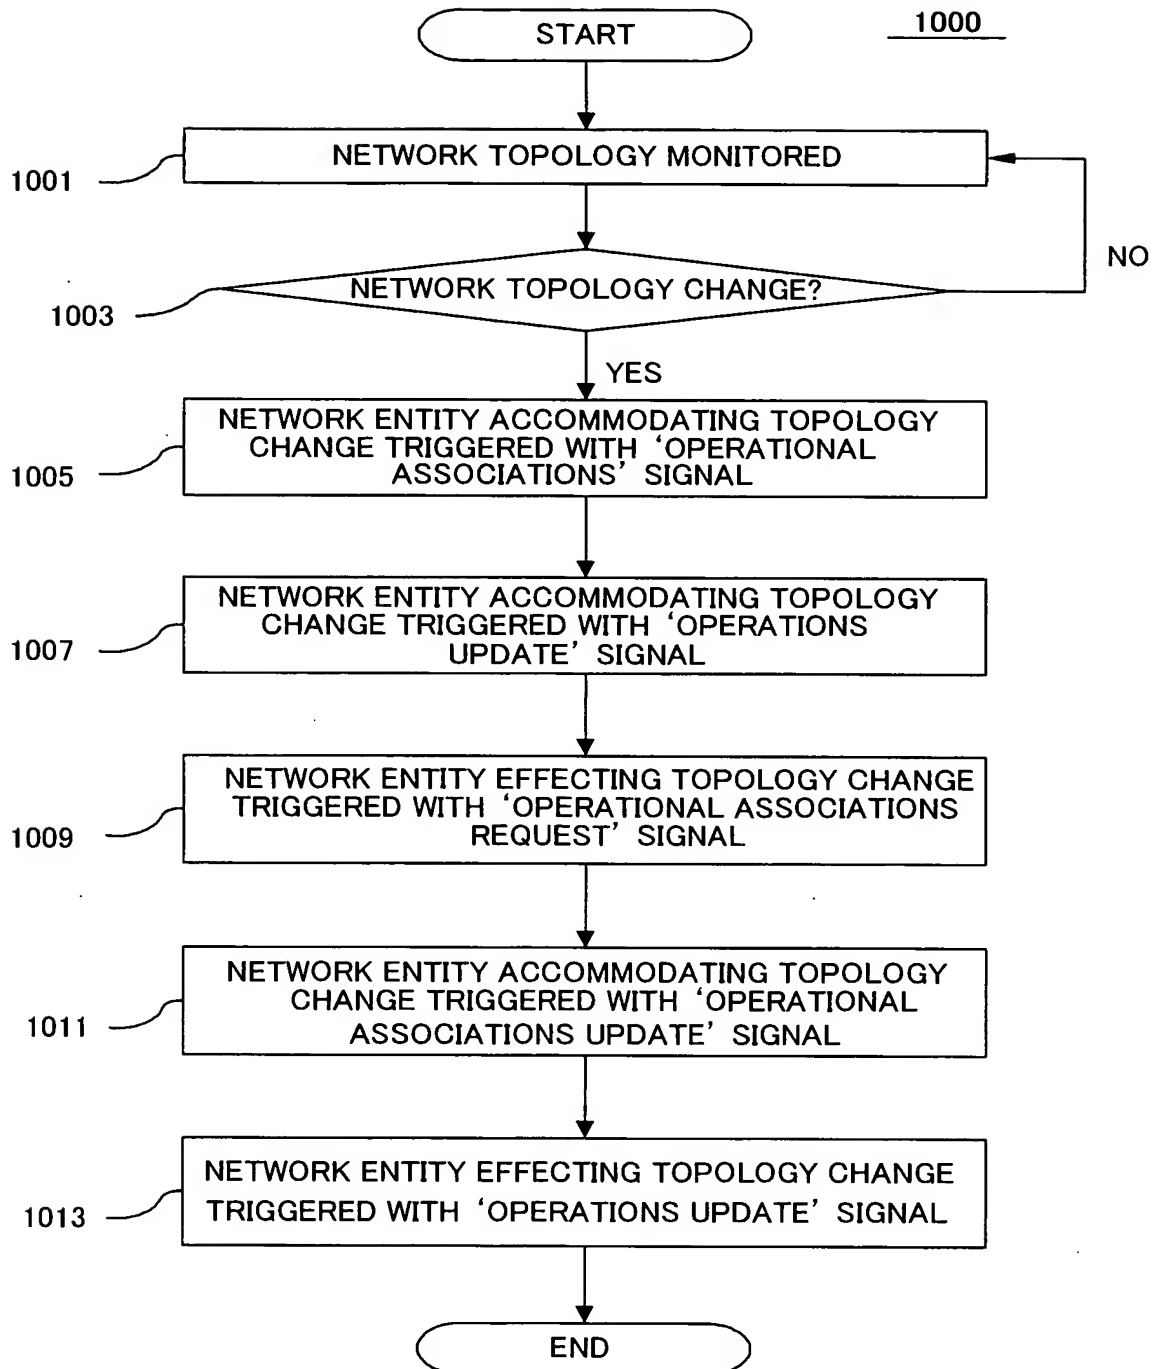 START
1000
NETWORK TOPOLOGY MONITORED
1001
NO
NETWORK TOPOLOGY CHANGE?
1003
YES
NETWORK ENTITY ACCOMMODATING TOPOLOGY
CHANGE TRIGGERED WITH ‘OPERATIONAL
ASSOCIATIONS’ SIGNAL
1005
NETWORK ENTITY ACCOMMODATING TOPOLOGY
CHANGE TRIGGERED WITH ‘OPERATIONS
UPDATE’ SIGNAL
1007
NETWORK ENTITY EFFECTING TOPOLOGY CHANGE
TRIGGERED WITH ‘OPERATIONAL ASSOCIATIONS
REQUEST’ SIGNAL
1009
NETWORK ENTITY ACCOMMODATING TOPOLOGY
CHANGE TRIGGERED WITH ‘OPERATIONAL
ASSOCIATIONS UPDATE’ SIGNAL
1011
NETWORK ENTITY EFFECTING TOPOLOGY CHANGE
TRIGGERED WITH ‘OPERATIONS UPDATE’ SIGNAL
1013
END